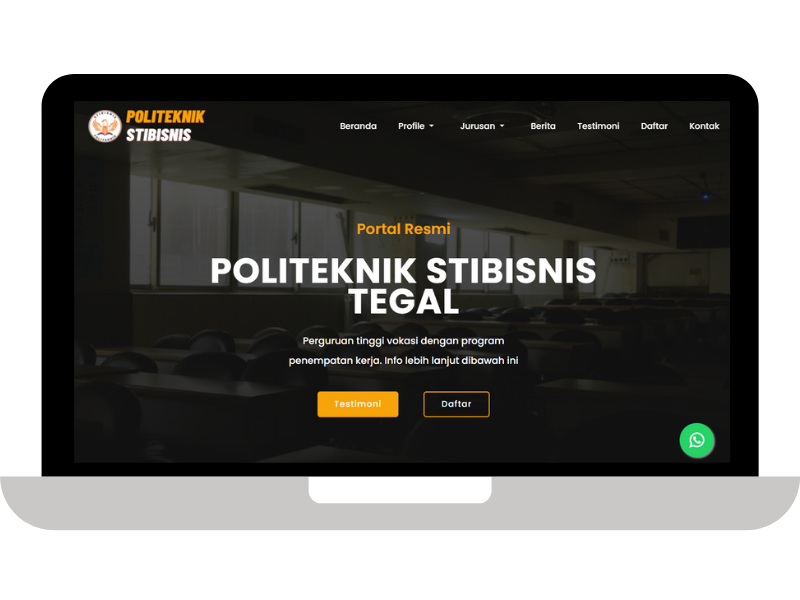 POLITEKNIK
STIBISNIS
Beranda
Profile
Jurusan
Berita
Testimoni
Daftar
Kontak
Portal Resmi
POLITEKNIK STIBISNIS
TEGAL
Perguruan tinggi vokasi dengan program
penempatan kerja. Info lebih lanjut dibawah ini
Testimoni
Daftar